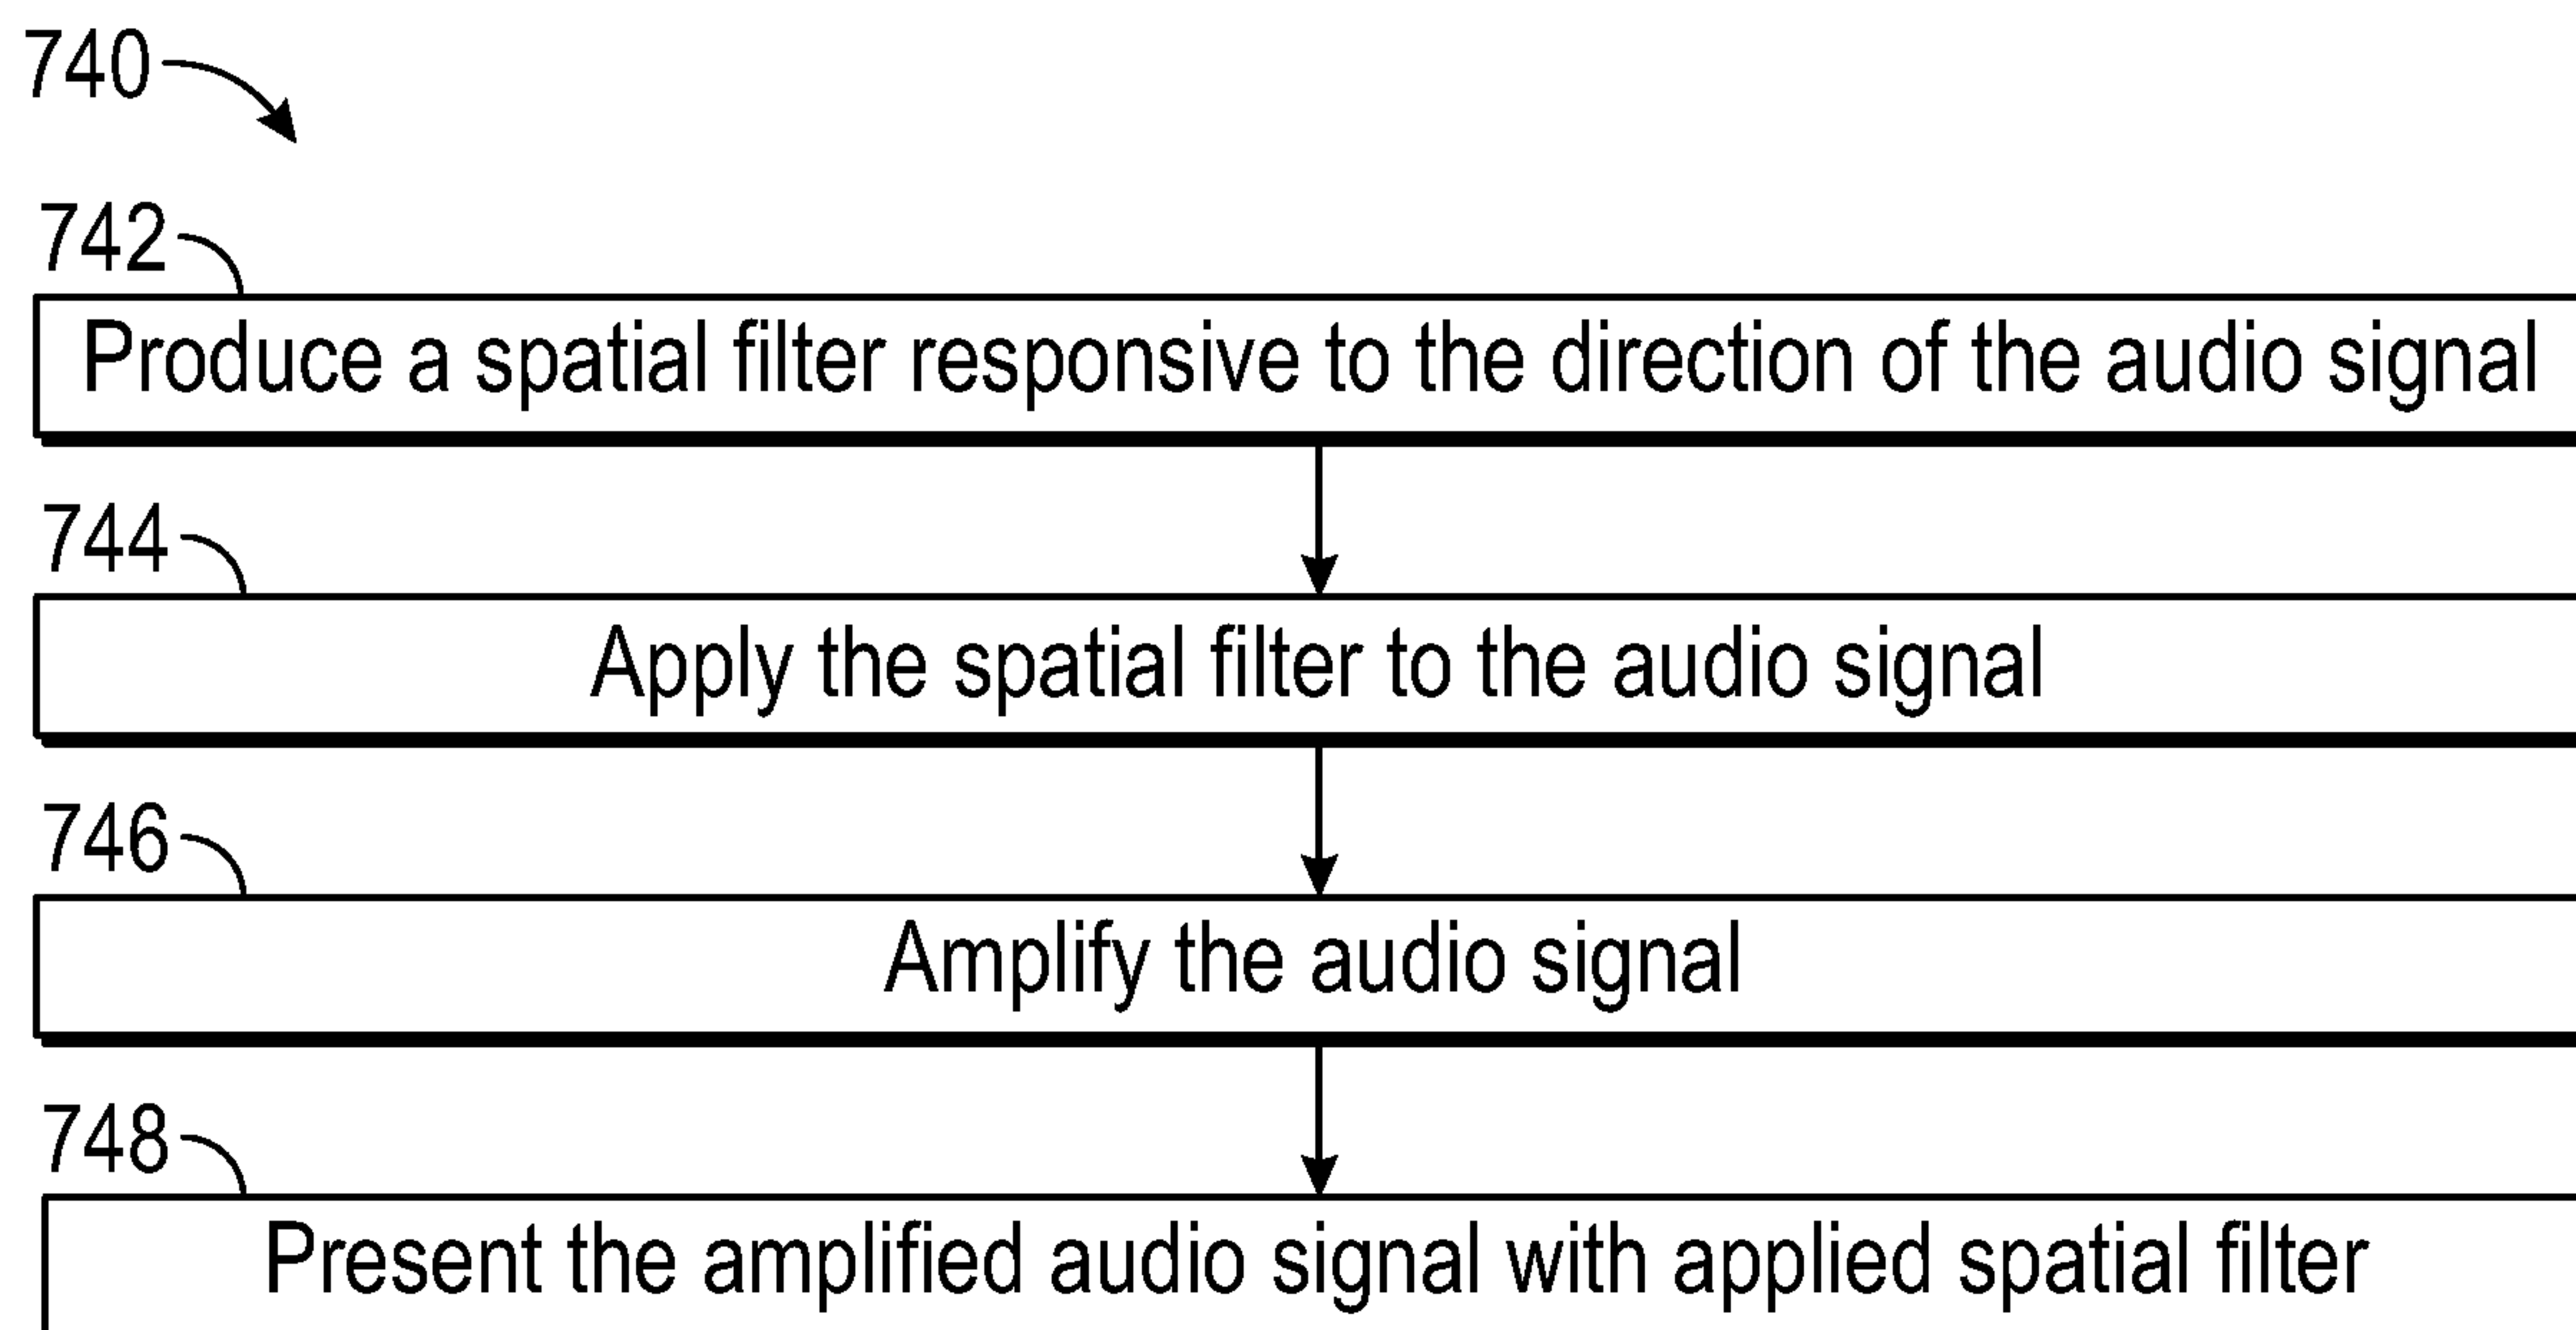 740
742
Produce a spatial filter responsive to the direction of the audio signal
744
Apply the spatial filter to the audio signal
746
Amplify the audio signal
748
Present the amplified audio signal with applied spatial filter